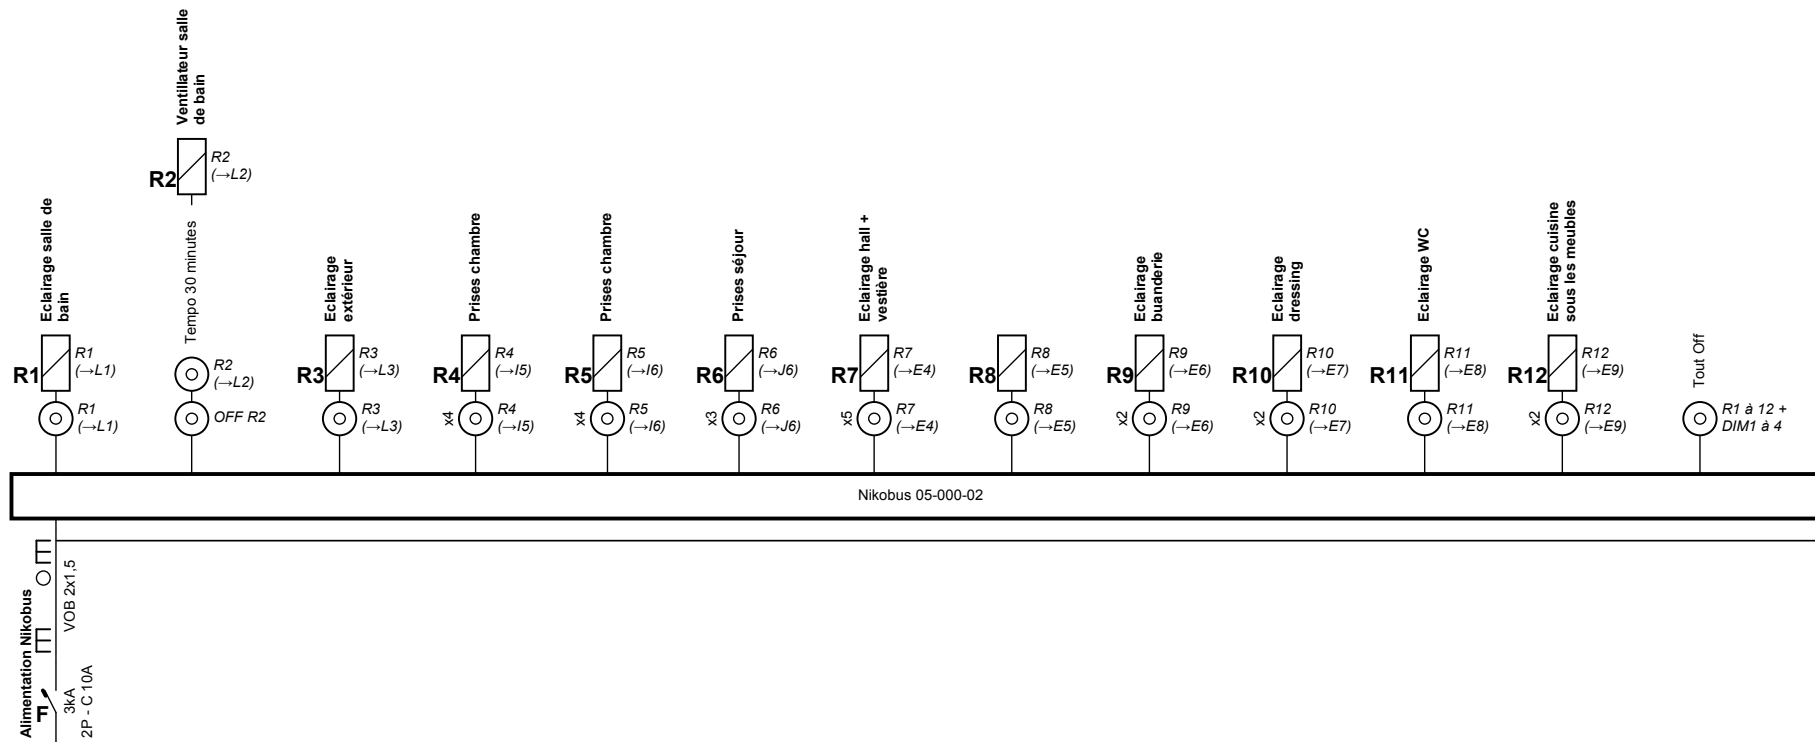 Ventillateur salle
de bain
R2
R2
(→L2)
Tempo 30 minutes
R2
(→L2)
OFF R2
Eclairage salle de
bain
R1
R1
(→L1)
R1
(→L1)
Eclairage
extérieur
R3
R3
(→L3)
R3
(→L3)
Prises chambre
R4
R4
(→I5)
x4
R4
(→I5)
Prises chambre
R5
R5
(→I6)
x4
R5
(→I6)
Prises séjour
R6
R6
(→J6)
x3
R6
(→J6)
Eclairage hall +
vestière
R7
R7
(→E4)
x5
R7
(→E4)
R8
R8
(→E5)
R8
(→E5)
Eclairage
buanderie
R9
R9
(→E6)
x2
R9
(→E6)
Eclairage
dressing
R10
R10
(→E7)
x2
R10
(→E7)
Eclairage WC
R11
R11
(→E8)
R11
(→E8)
Eclairage cuisine
sous les meubles
R12
R12
(→E9)
x2
R12
(→E9)
Tout Off
R1 à 12 +
DIM1 à 4
Nikobus 05-000-02
Alimentation Nikobus
VOB 2x1,5
F
3kA
2P - C 10A